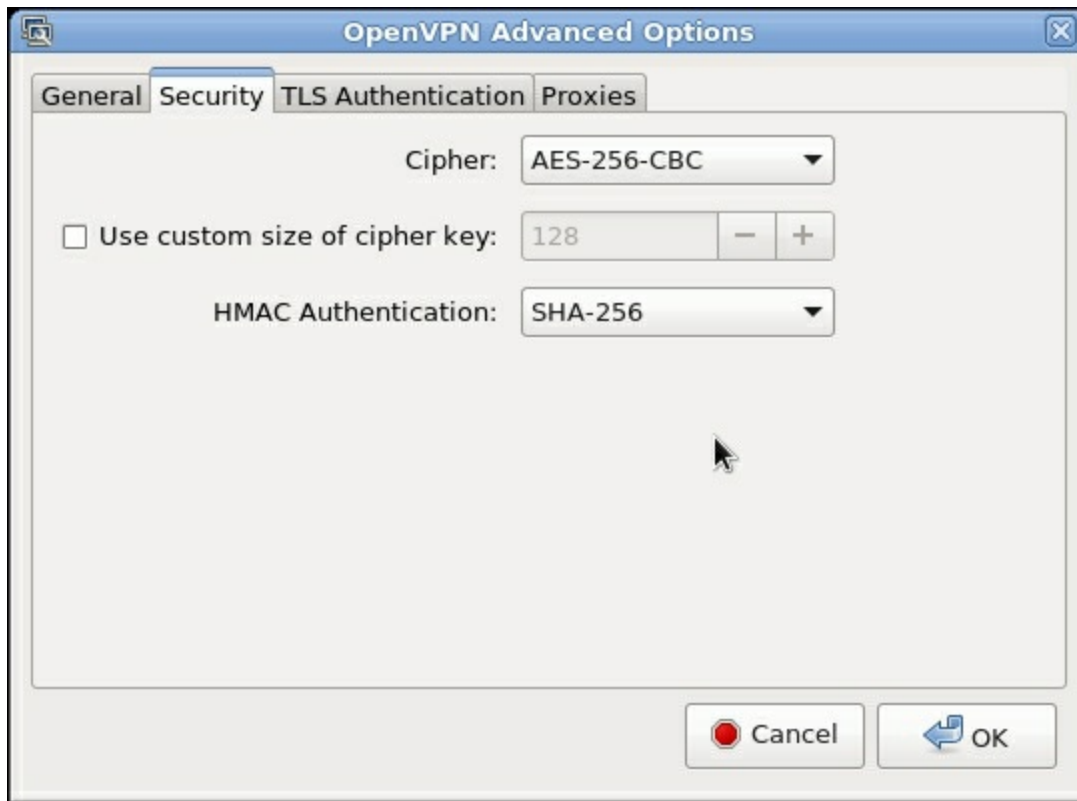 OpenVPN Advanced Options
General Security TLS Authentication Proxies
Cipher: AES-256-CBC
Use custom size of cipher key: 128
HMAC Authentication: SHA-256
Cancel OK